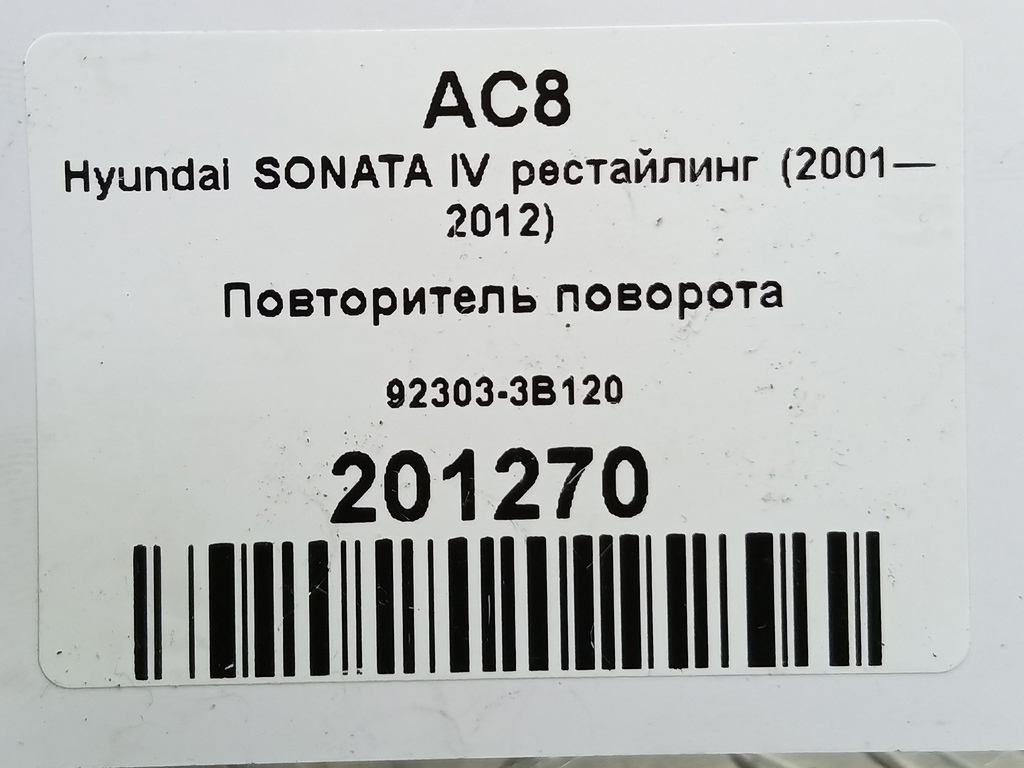 AC8
Hyundai SONATA IV рестайлинг (2001—
2012)
Повторитель поворота
92303-3B120
201270